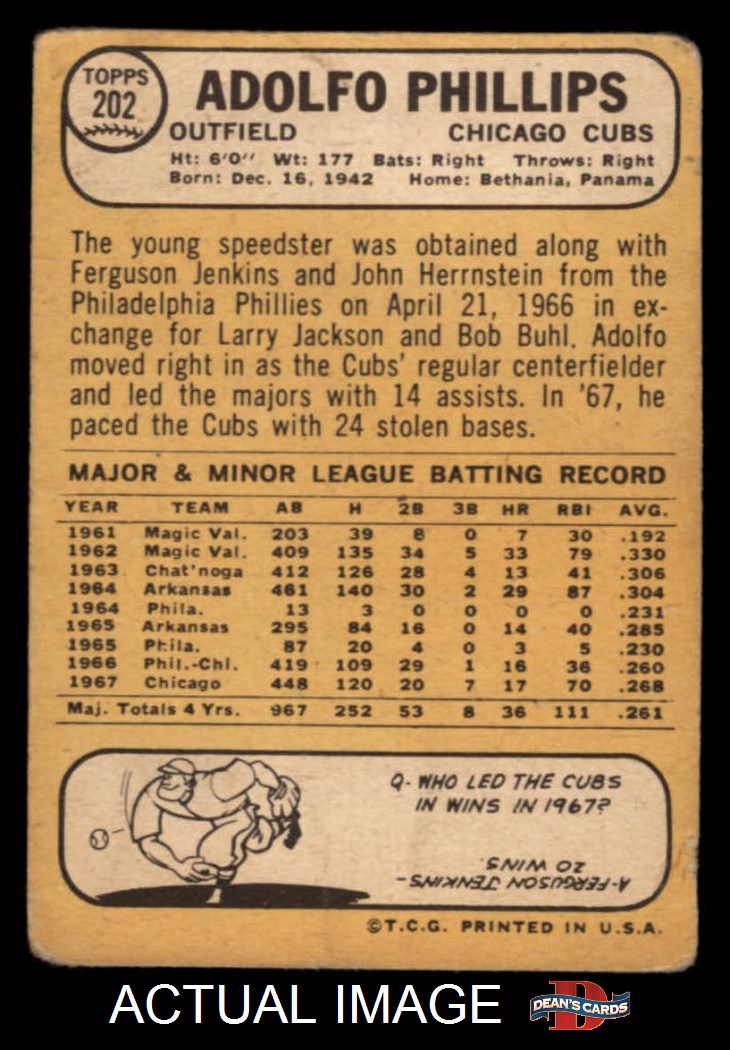 TOPPS
202
ADOLFO PHILLIPS
OUTFIELD CHICAGO CUBS
Ht: 6'0" Wt: 177 Bats: Right Throws: Right
Born: Dec. 16, 1942 Home: Bethania, Panama
The young speedster was obtained along with
Ferguson Jenkins and John Herrnstein from the
Philadelphia Phillies on April 21, 1966 in ex-
change for Larry Jackson and Bob Buhl. Adolfo
moved right in as the Cubs' regular centerfielder
and led the majors with 14 assists. In '67, he
paced the Cubs with 24 stolen bases.
MAJOR & MINOR LEAGUE BATTING RECORD
YEAR TEAM AB H 2B 3B HR RBI AVG.
1961 Magic Val. 203 39 8 0 7 30 .192
1962 Magic Val. 409 135 34 5 33 79 .330
1963 Chat'noga 412 126 28 4 13 41 .306
1964 Arkansas 461 140 30 2 29 87 .304
1964 Phila. 13 3 0 0 0 0 .231
1965 Arkansas 295 84 16 0 14 40 .285
1965 Phila. 87 20 4 0 3 5 .230
1966 Phil.-Chi. 419 109 29 1 16 36 .260
1967 Chicago 448 120 20 7 17 70 .268
Maj. Totals 4 Yrs. 967 252 53 8 36 111 .261
Q- WHO LED THE CUBS
IN WINS IN 1967?
A-FERGUSON JENKINS-
20 WINS.
©T.C.G. PRINTED IN U.S.A.
ACTUAL IMAGE
D
DEAN'S CARDS